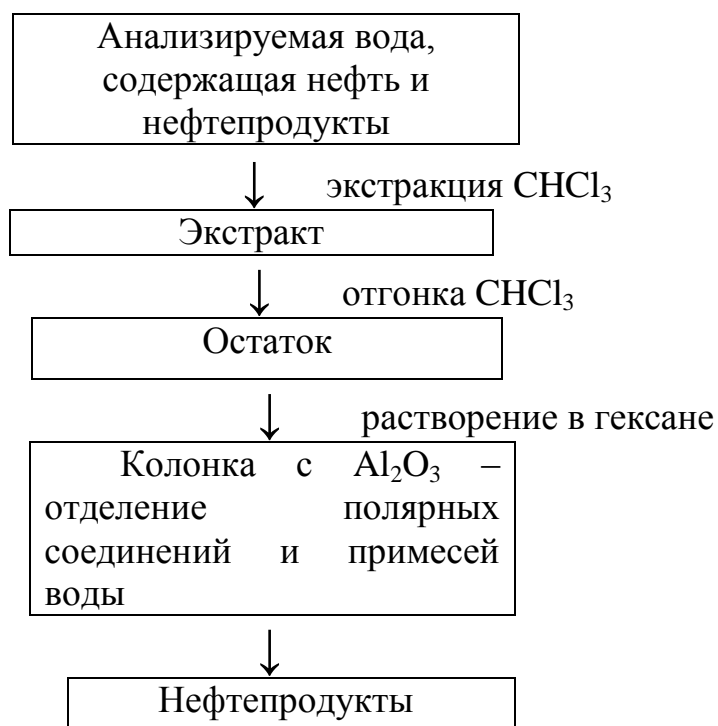 Анализируемая вода,
содержащая нефть и
нефтепродукты
экстракция CHCl₃
Экстракт
отгонка CHCl₃
Остаток
растворение в гексане
Колонка с Al₂O₃ –
отделение полярных
соединений и примесей
воды
Нефтепродукты